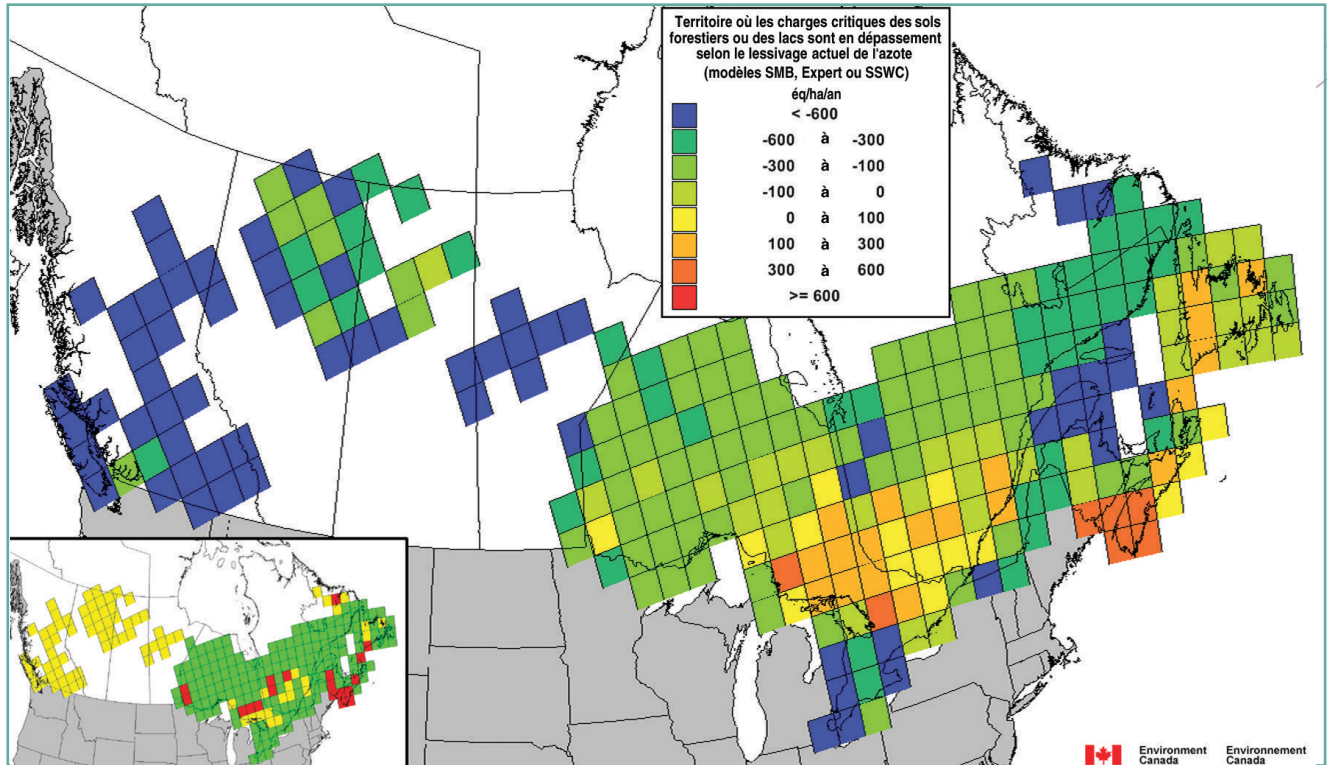 Territoire où les charges critiques des sols
forestiers ou des lacs sont en dépassement
selon le lessivage actuel de l'azote
(modèles SMB, Expert ou SSWC)
éq/ha/an
< -600
-600 à -300
-300 à -100
-100 à 0
0 à 100
100 à 300
300 à 600
>= 600
Environment Environnement
Canada Canada